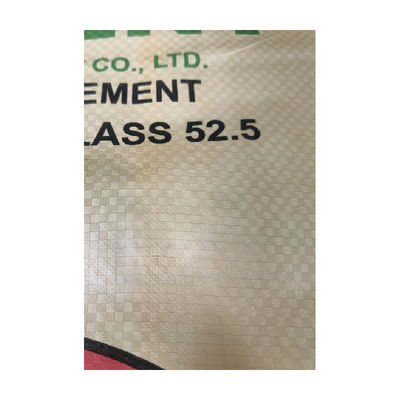 CO., LTD.
EMENT
LASS 52.5